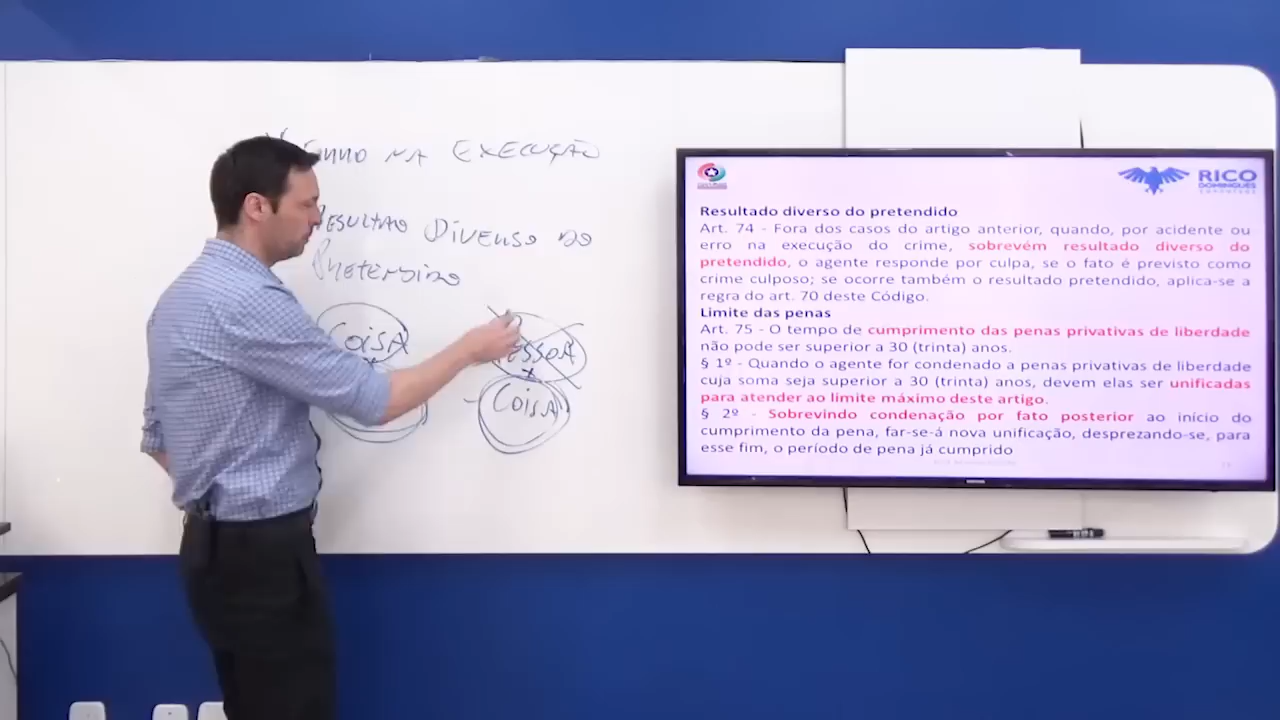 NA EXECUÇÃO
RESULTADO DIVERSO DO
PRETENDIDO
COISA
PESSOA
COISA
RICO
DOMINGUES
Resultado diverso do pretendido
Art. 74 - Fora dos casos do artigo anterior, quando, por acidente ou
erro na execução do crime, sobrevém resultado diverso do
pretendido, o agente responde por culpa, se o fato é previsto como
crime culposo; se ocorre também o resultado pretendido, aplica-se a
regra do art. 70 deste Código.
Limite das penas
Art. 75 - O tempo de cumprimento das penas privativas de liberdade
não pode ser superior a 30 (trinta) anos.
§ 1º - Quando o agente for condenado a penas privativas de liberdade
cuja soma seja superior a 30 (trinta) anos, devem elas ser unificadas
para atender ao limite máximo deste artigo.
§ 2º - Sobrevindo condenação por fato posterior ao início do
cumprimento da pena, far-se-á nova unificação, desprezando-se, para
esse fim, o período de pena já cumprido